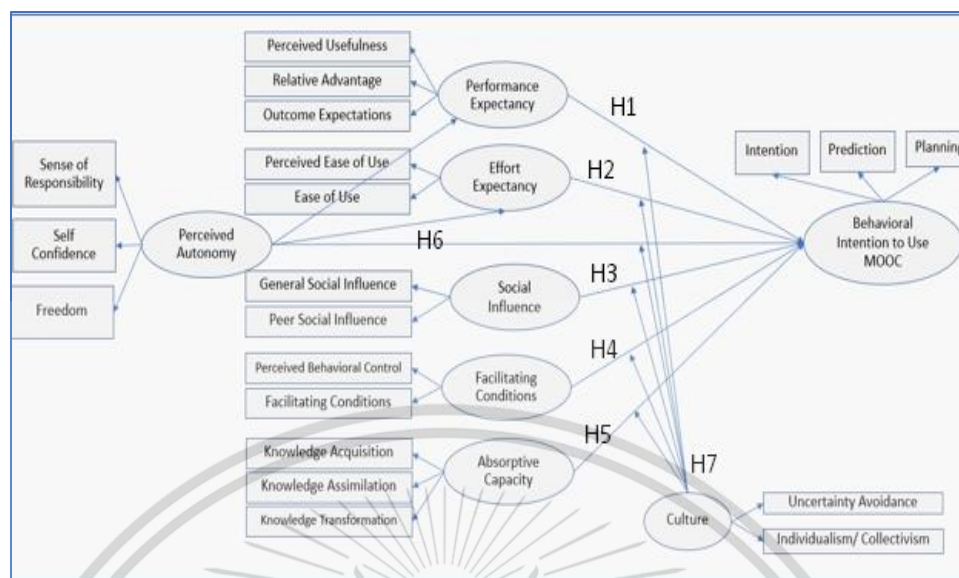 Perceived Usefulness
Relative Advantage
Outcome Expectations
Performance
Expectancy
H1
Intention
Prediction
Planning
Sense of
Responsibility
Self
Confidence
Freedom
Perceived
Autonomy
Perceived Ease of Use
Ease of Use
Effort
Expectancy
H2
H6
Behavioral
Intention to Use
MOOC
General Social Influence
Peer Social Influence
Social
Influence
H3
Perceived Behavioral Control
Facilitating Conditions
Facilitating
Conditions
H4
Knowledge Acquisition
Knowledge Assimilation
Knowledge Transformation
Absorptive
Capacity
H5
H7
Culture
Uncertainty Avoidance
Individualism/ Collectivism